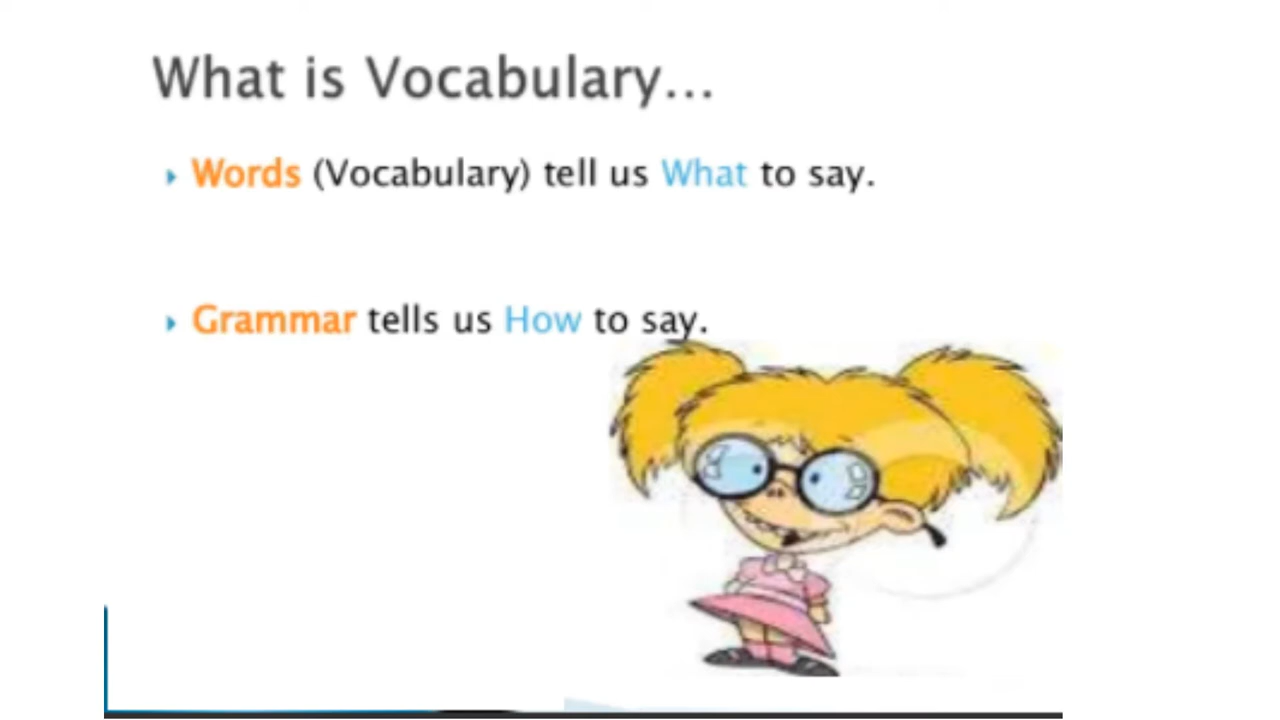 What is Vocabulary...
Words (Vocabulary) tell us What to say.
Grammar tells us How to say.